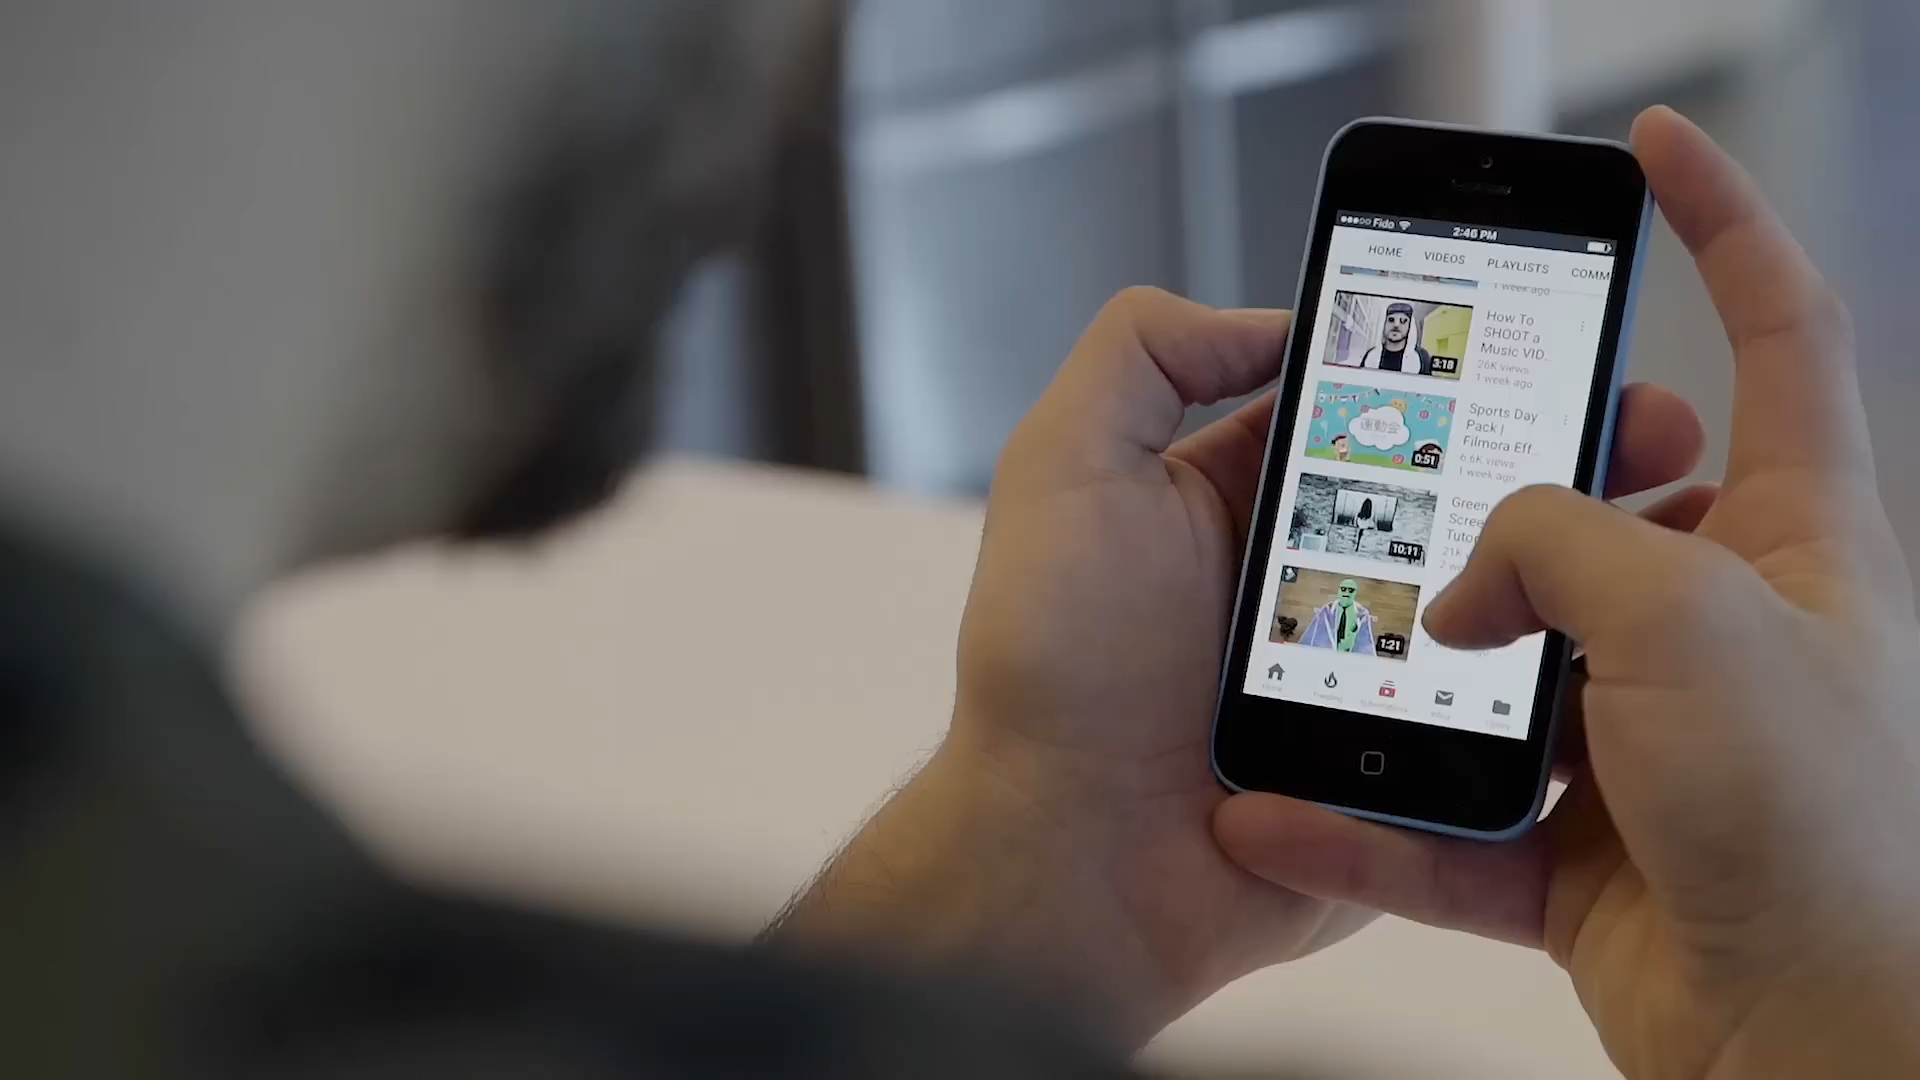 Fido
2:46 PM
HOME VIDEOS PLAYLISTS COMM
1 week ago
How To
SHOOT a
Music VID...
26K views
1 week ago
3:18
Sports Day
Pack |
Filmora Eff...
6.6K views
1 week ago
運動会
0:51
Green
Scree
Tuto
21K
2 we
10:11
1:21